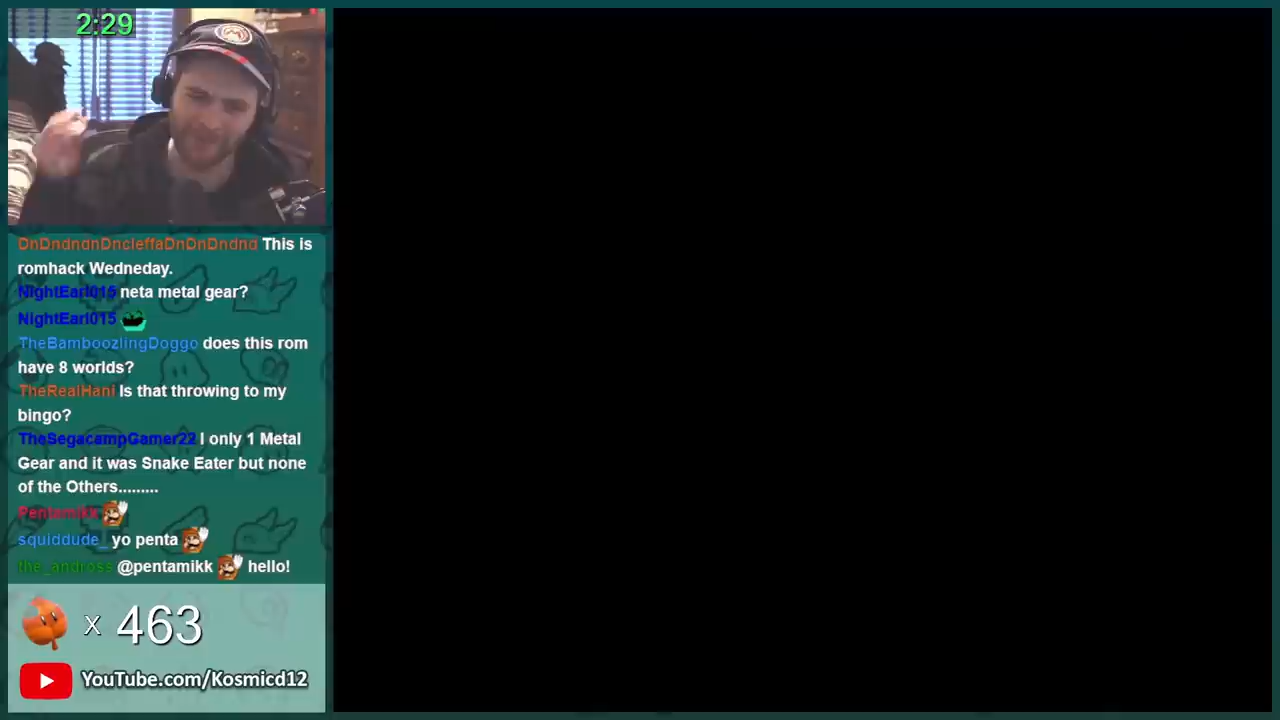 2:29
DnDndndnDncleffaDnDnDndnd This is
romhack Wedneday.
NightEarl015 neta metal gear?
NightEarl015
TheBamboozlingDoggo does this rom
have 8 worlds?
TheRealHani Is that throwing to my
bingo?
TheSegacampGamer22 I only 1 Metal
Gear and it was Snake Eater but none
of the Others.........
Pentamikk
squiddude_ yo penta
the_andross @pentamikk hello!
x 463
YouTube.com/Kosmicd12